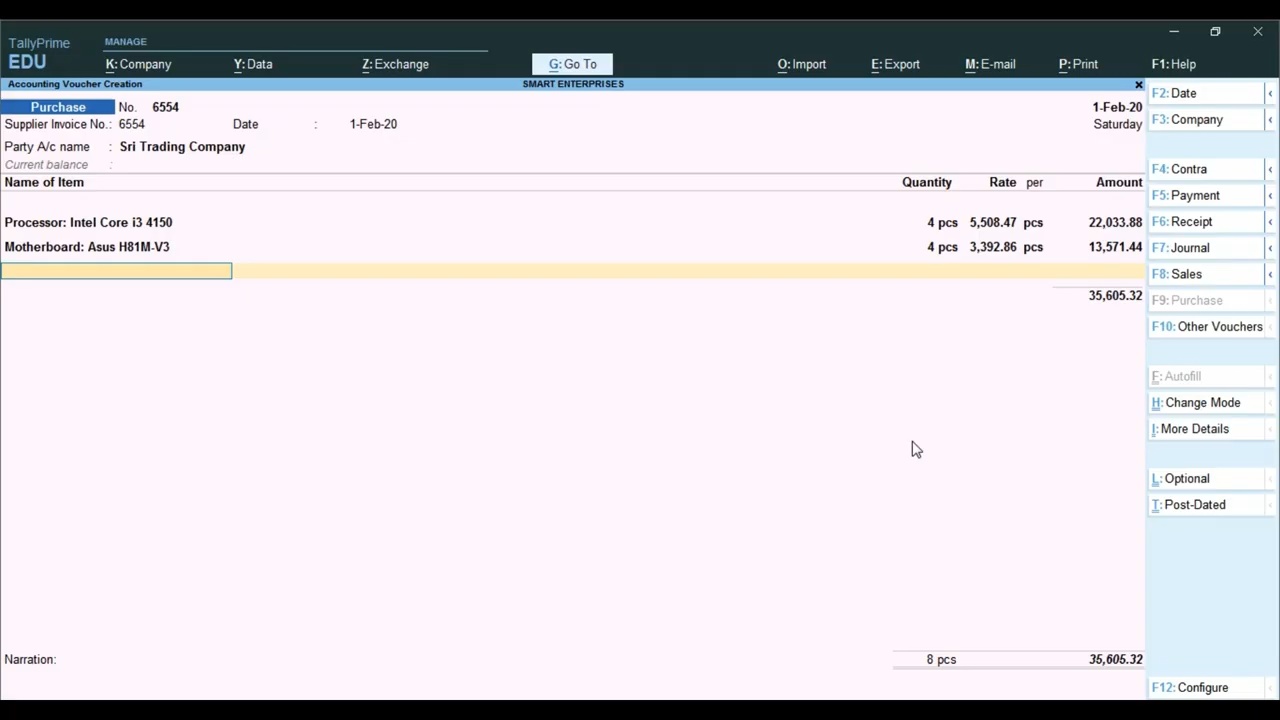 TallyPrime
EDU
MANAGE
K: Company Y: Data Z: Exchange G: Go To O: Import E: Export M: E-mail P: Print F1: Help
Accounting Voucher Creation SMART ENTERPRISES
Purchase No. 6554 1-Feb-20
Supplier Invoice No.: 6554 Date : 1-Feb-20 Saturday
Party A/c name : Sri Trading Company
Current balance :
Name of Item Quantity Rate per Amount
Processor: Intel Core i3 4150 4 pcs 5,508.47 pcs 22,033.88
Motherboard: Asus H81M-V3 4 pcs 3,392.86 pcs 13,571.44
35,605.32
Narration: 8 pcs 35,605.32
F2: Date
F3: Company
F4: Contra
F5: Payment
F6: Receipt
F7: Journal
F8: Sales
F9: Purchase
F10: Other Vouchers
F: Autofill
H: Change Mode
I: More Details
L: Optional
T: Post-Dated
F12: Configure